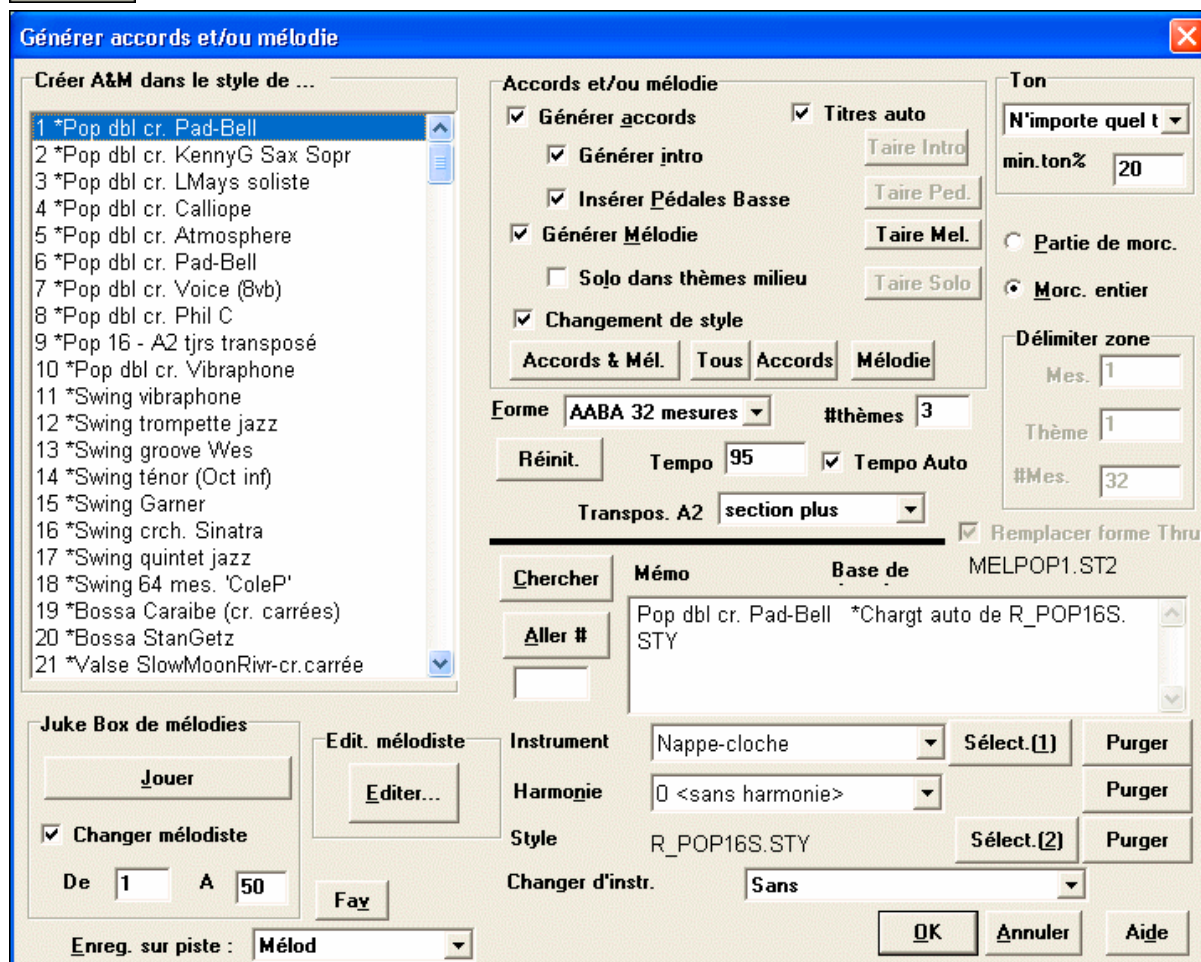 Générer accords et/ou mélodie
Créer A&M dans le style de ...
1 *Pop dbl cr. Pad-Bell
2 *Pop dbl cr. KennyG Sax Sopr
3 *Pop dbl cr. LMays soliste
4 *Pop dbl cr. Calliope
5 *Pop dbl cr. Atmosphere
6 *Pop dbl cr. Pad-Bell
7 *Pop dbl cr. Voice (8vb)
8 *Pop dbl cr. Phil C
9 *Pop 16 - A2 tjrs transposé
10 *Pop dbl cr. Vibraphone
11 *Swing vibraphone
12 *Swing trompette jazz
13 *Swing groove Wes
14 *Swing ténor (Oct inf)
15 *Swing Garner
16 *Swing crch. Sinatra
17 *Swing quintet jazz
18 *Swing 64 mes. 'ColeP'
19 *Bossa Caraibe (cr. carrées)
20 *Bossa StanGetz
21 *Valse SlowMoonRivr-cr.carrée
Juke Box de mélodies
Jouer
Changer mélodiste
De 1 A 50
Edit. mélodiste
Editer...
Fav
Enreg. sur piste : Mélod
Accords et/ou mélodie
Générer accords
Titres auto
Générer intro
Taire Intro
Insérer Pédales Basse
Taire Ped.
Générer Mélodie
Taire Mel.
Solo dans thèmes milieu
Taire Solo
Changement de style
Accords & Mél. Tous Accords Mélodie
Forme AABA 32 mesures #thèmes 3
Réinit. Tempo 95 Tempo Auto
Transpos. A2 section plus
Ton
N'importe quel t
min.ton% 20
Partie de morc.
Morc. entier
Délimiter zone
Mes. 1
Thème 1
#Mes. 32
Remplacer forme Thru
Chercher Mémo Base de MELPOP1.ST2
Aller #
Pop dbl cr. Pad-Bell *Chargt auto de R_POP16S.
STY
Instrument Nappe-cloche Sélect.(1) Purger
Harmonie 0 <sans harmonie> Purger
Style R_POP16S.STY Sélect.(2) Purger
Changer d'instr. Sans
OK Annuler Aide